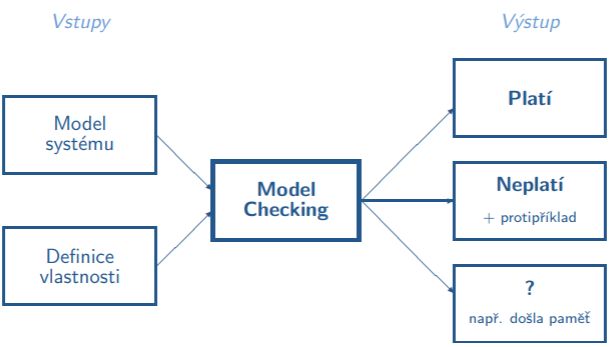 Vstupy
Výstup
Model
systému
Definice
vlastnosti
Model
Checking
Platí
Neplatí
+ protipříklad
?
např. došla paměť